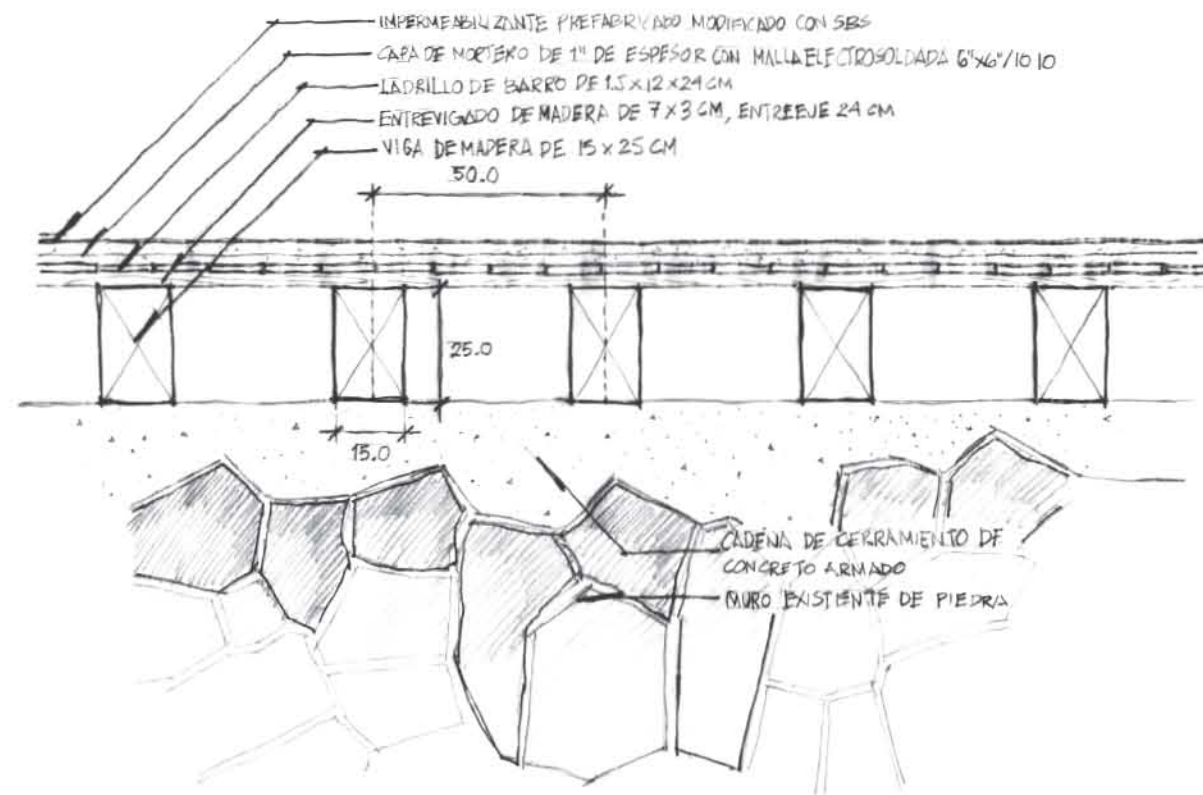 IMPERMEABILIZANTE PREFABRICADO MODIFICADO CON SBS
CAPA DE MORTERO DE 1" DE ESPESOR CON MALLA ELECTROSOLDADA 6"x6"/10 10
LADRILLO DE BARRO DE 1.5 x 12 x 24 CM
ENTREVIGADO DE MADERA DE 7 x 3 CM, ENTREEJE 24 CM
VIGA DE MADERA DE 15 x 25 CM
50.0
25.0
15.0
CADENA DE CERRAMIENTO DE
CONCRETO ARMADO
MURO EXISTENTE DE PIEDRA